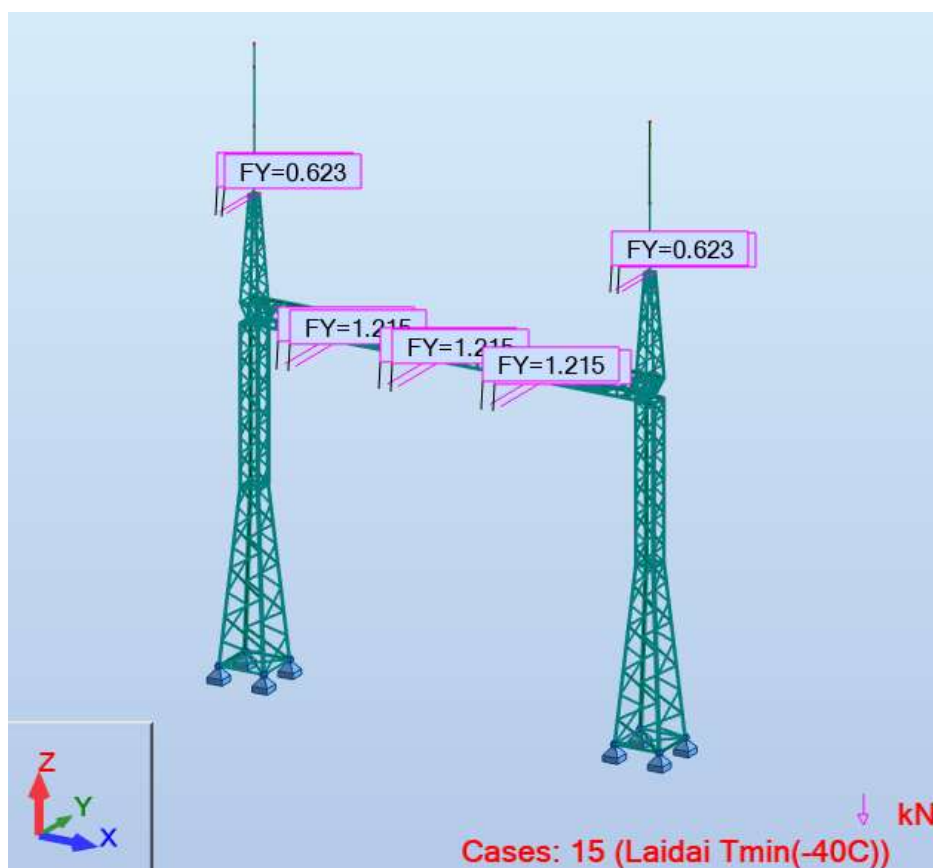 FY=0.623
FY=0.623
FY=1.215
FY=1.215
FY=1.215
Z
Y
X
kN
Cases: 15 (Laidai Tmin(-40C))